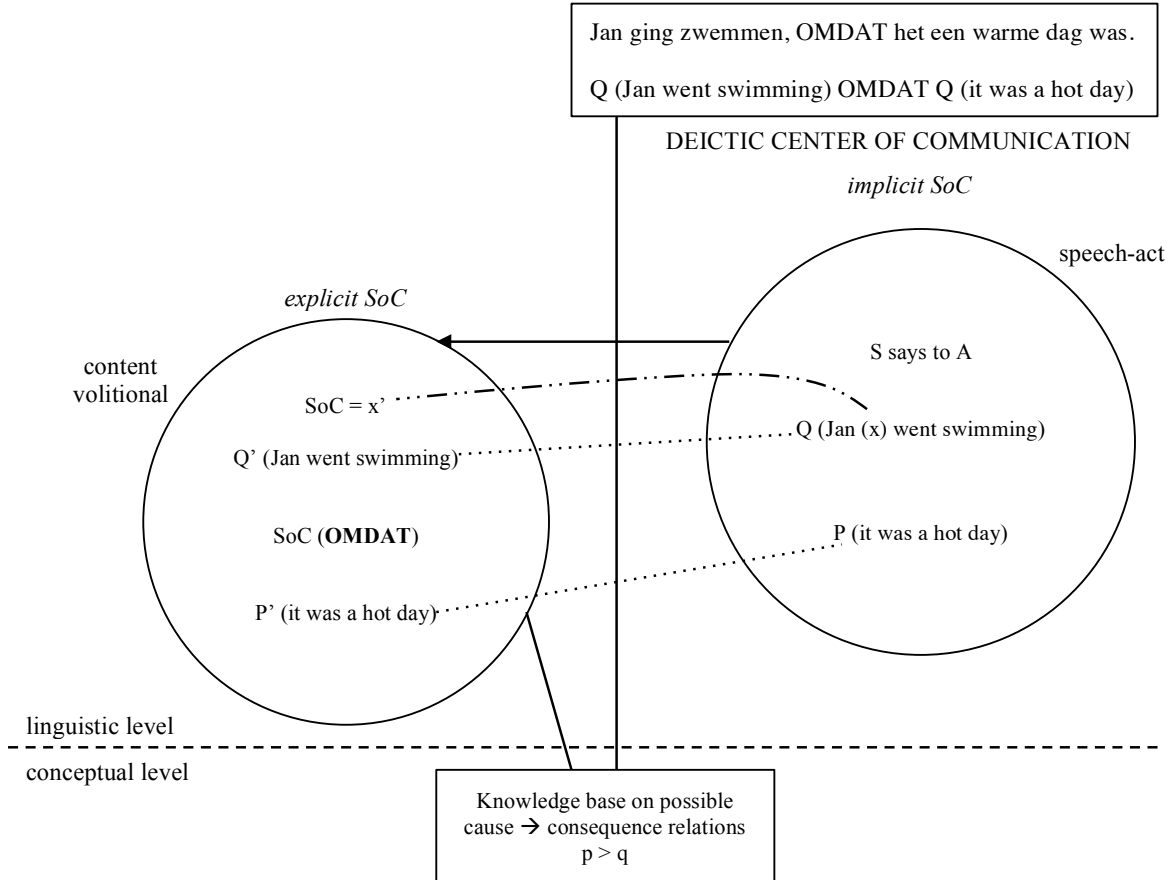 Jan ging zwemmen, OMDAT het een warme dag was.
Q (Jan went swimming) OMDAT Q (it was a hot day)
DEICTIC CENTER OF COMMUNICATION
implicit SoC
speech-act
S says to A
Q (Jan (x) went swimming)
P (it was a hot day)
explicit SoC
content
volitional
SoC = x’
Q’ (Jan went swimming)
SoC (OMDAT)
P’ (it was a hot day)
linguistic level
conceptual level
Knowledge base on possible
cause → consequence relations
p > q